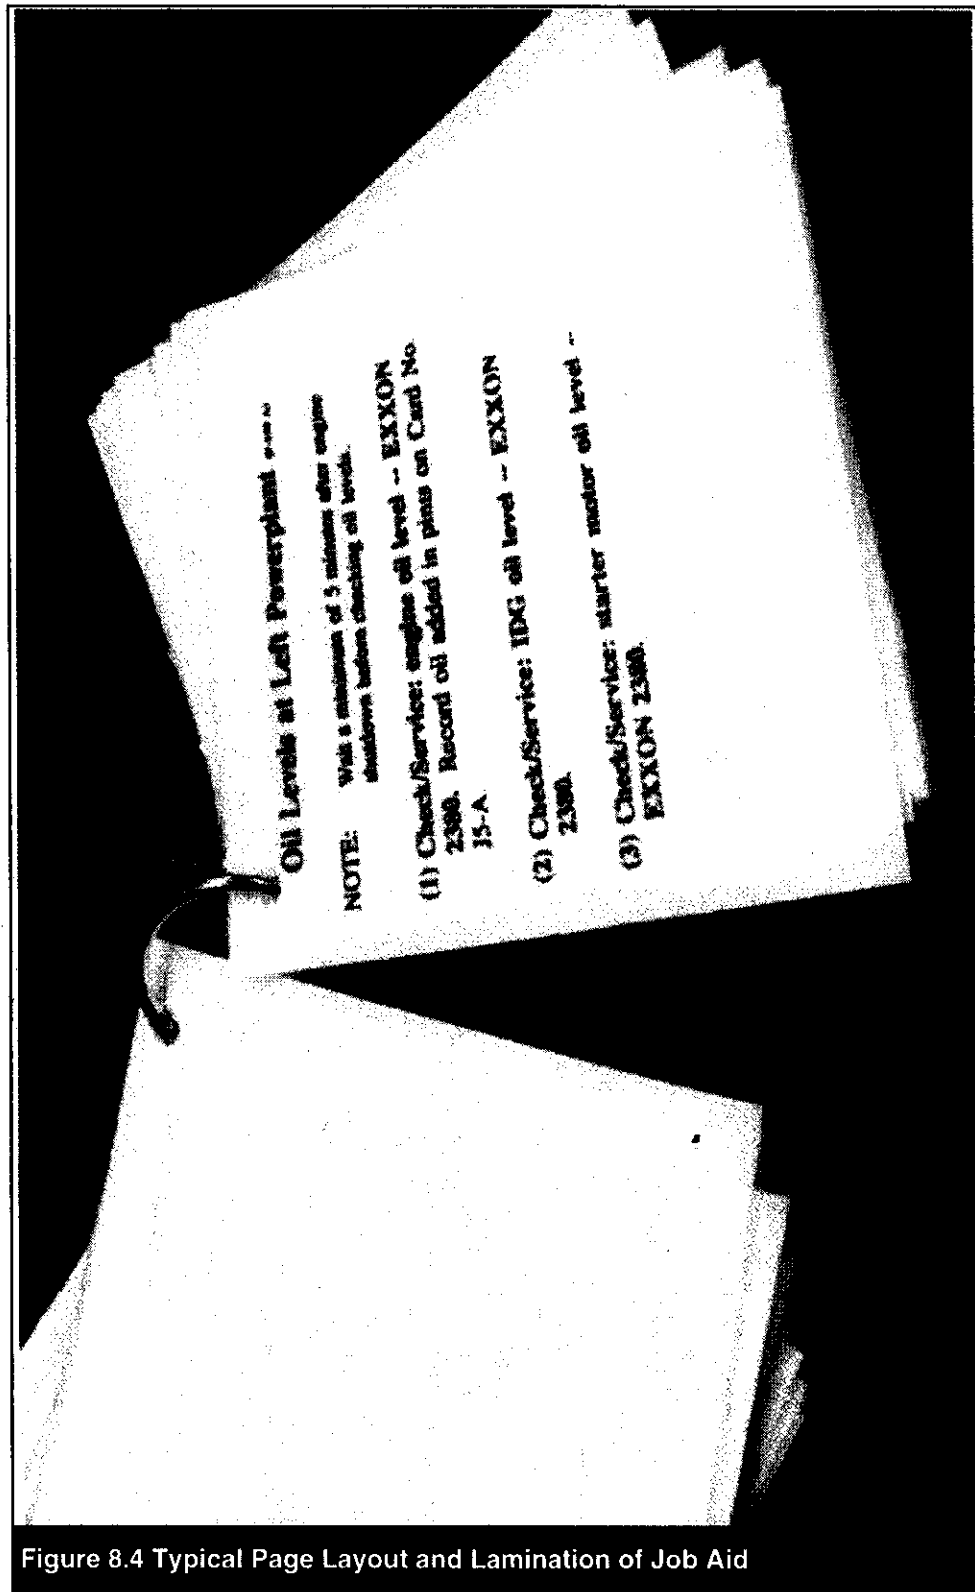 Oil Levels at Left Powerplant
NOTE: Wait a minimum of 5 minutes after engine
shutdown before checking oil levels.
(1) Check/Service: engine oil level -- EXXON
2380. Record oil added in pints on Card No.
15-A
(2) Check/Service: IDG oil level -- EXXON
2380.
(3) Check/Service: starter motor oil level --
EXXON 2380.
Figure 8.4 Typical Page Layout and Lamination of Job Aid